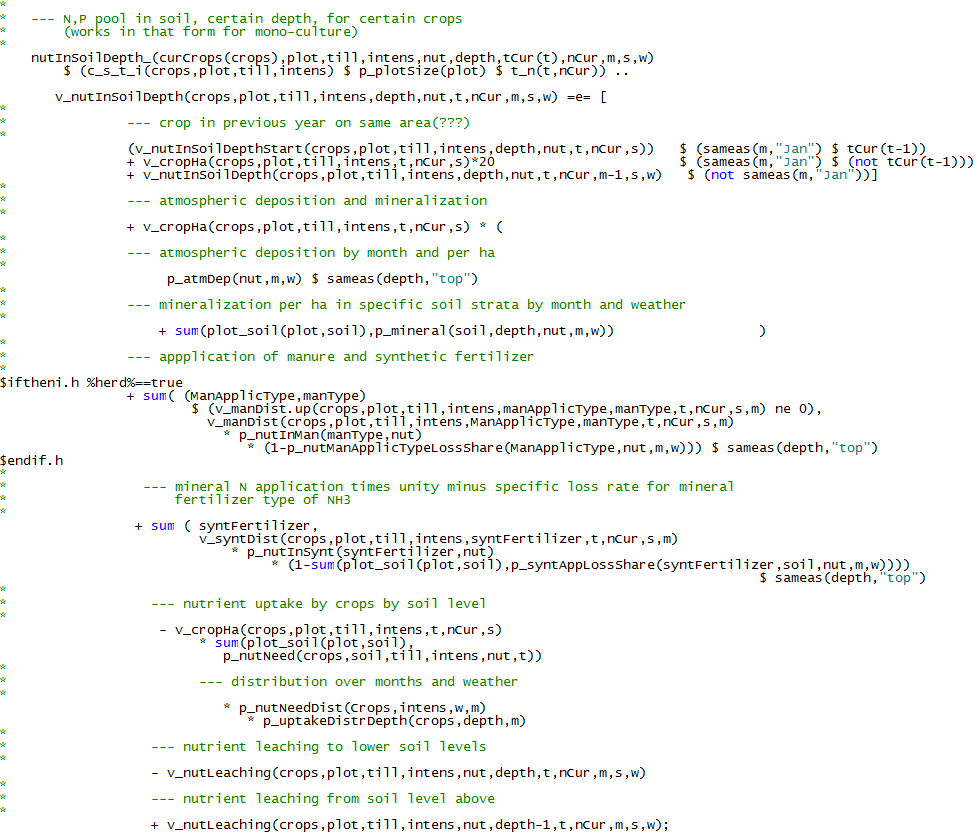 *
* --- N,P pool in soil, certain depth, for certain crops
* (works in that form for mono-culture)
*
nutInSoilDepth_(curCrops(crops),plot,till,intens,nut,depth,tCur(t),nCur,m,s,w)
$ (c_s_t_i(crops,plot,till,intens) $ p_plotSize(plot) $ t_n(t,nCur)) ..
v_nutInSoilDepth(crops,plot,till,intens,depth,nut,t,nCur,m,s,w) =e= [
*
* --- crop in previous year on same area(???)
*
(v_nutInSoilDepthStart(crops,plot,till,intens,depth,nut,t,nCur,s)) $ (sameas(m,"Jan") $ tCur(t-1))
+ v_cropHa(crops,plot,till,intens,t,nCur,s)*20 $ (sameas(m,"Jan") $ (not tCur(t-1)))
+ v_nutInSoilDepth(crops,plot,till,intens,depth,nut,t,nCur,m-1,s,w) $ (not sameas(m,"Jan"))]
*
* --- atmospheric deposition and mineralization
*
+ v_cropHa(crops,plot,till,intens,t,nCur,s) * (
*
* --- atmospheric deposition by month and per ha
*
p_atmDep(nut,m,w) $ sameas(depth,"top")
*
* --- mineralization per ha in specific soil strata by month and weather
*
+ sum(plot_soil(plot,soil),p_mineral(soil,depth,nut,m,w)) )
*
* --- appplication of manure and synthetic fertilizer
*
$iftheni.h %herd%==true
+ sum( (ManApplicType,manType)
$ (v_manDist.up(crops,plot,till,intens,manApplicType,manType,t,nCur,s,m) ne 0),
v_manDist(crops,plot,till,intens,ManApplicType,manType,t,nCur,s,m)
* p_nutInMan(manType,nut)
* (1-p_nutManApplicTypeLossShare(ManApplicType,nut,m,w))) $ sameas(depth,"top")
$endif.h
*
* --- mineral N application times unity minus specific loss rate for mineral
* fertilizer type of NH3
*
+ sum ( syntFertilizer,
v_syntDist(crops,plot,till,intens,syntFertilizer,t,nCur,s,m)
* p_nutInSynt(syntFertilizer,nut)
* (1-sum(plot_soil(plot,soil),p_syntAppLossShare(syntFertilizer,soil,nut,m,w))))
$ sameas(depth,"top")
*
* --- nutrient uptake by crops by soil level
*
- v_cropHa(crops,plot,till,intens,t,nCur,s)
* sum(plot_soil(plot,soil),
p_nutNeed(crops,soil,till,intens,nut,t))
*
* --- distribution over months and weather
*
* p_nutNeedDist(Crops,intens,w,m)
* p_uptakeDistrDepth(crops,depth,m)
*
* --- nutrient leaching to lower soil levels
*
- v_nutLeaching(crops,plot,till,intens,nut,depth,t,nCur,m,s,w)
*
* --- nutrient leaching from soil level above
*
+ v_nutLeaching(crops,plot,till,intens,nut,depth-1,t,nCur,m,s,w);